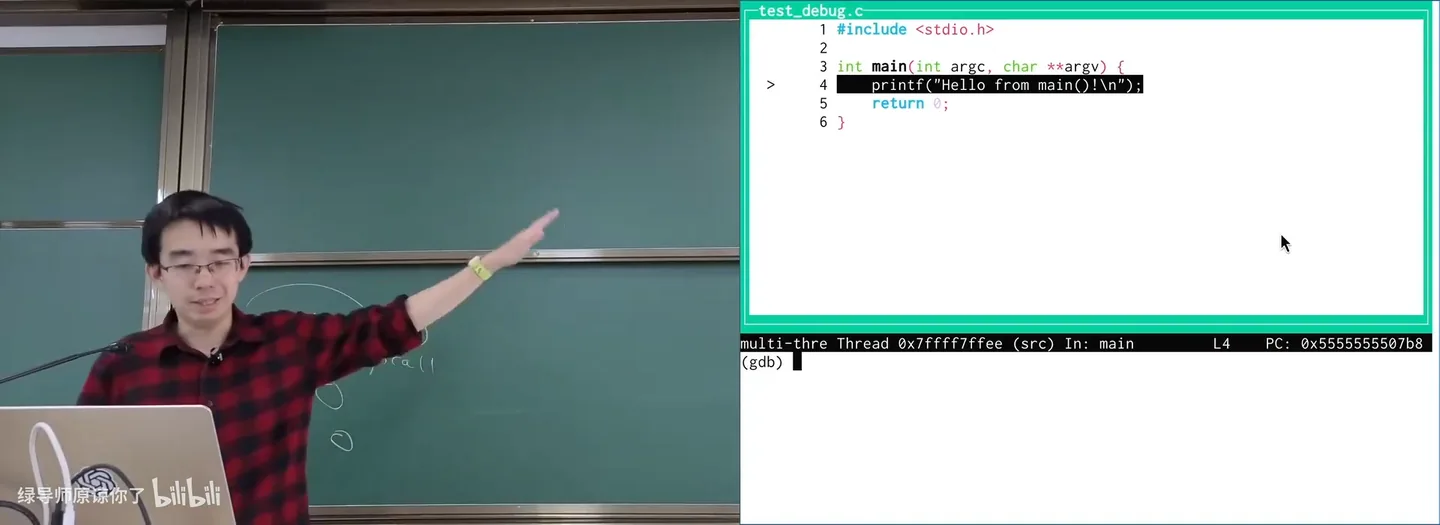 test_debug.c
1 #include <stdio.h>
2
3 int main(int argc, char **argv) {
> 4     printf("Hello from main()!\n");
5     return 0;
6 }
multi-thre Thread 0x7ffff7ffee (src) In: main L4 PC: 0x5555555507b8
(gdb)
绿导师原谅你了 bilibili